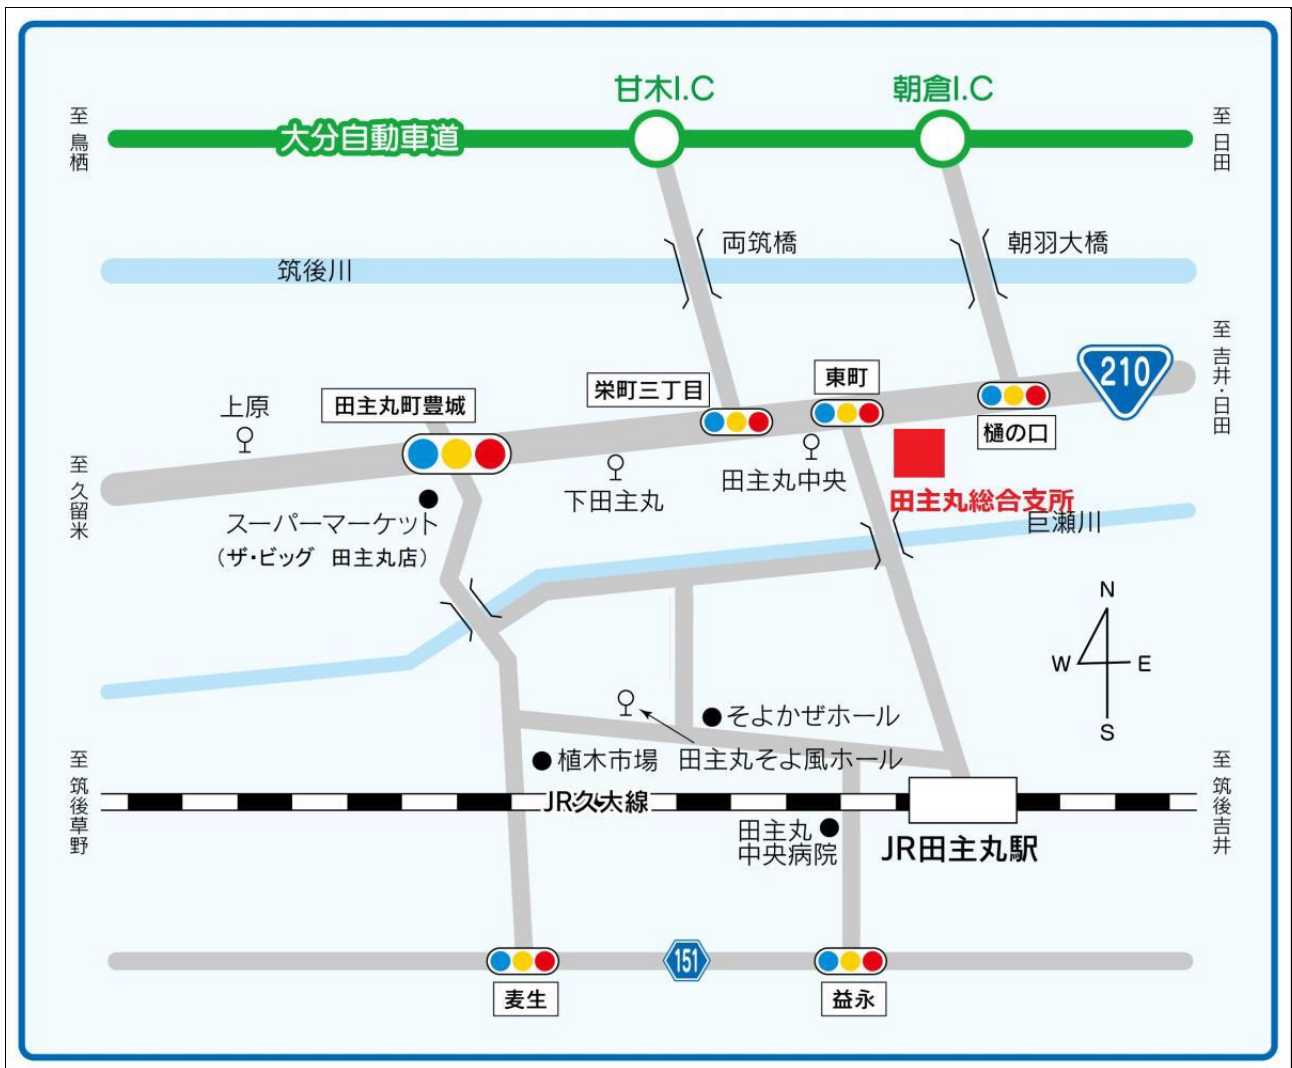 甘木I.C
朝倉I.C
至 鳥栖
大分自動車道
至 日田
両筑橋
朝羽大橋
筑後川
至 吉井・日田
210
東町
栄町三丁目
田主丸町豊城
上原
樋の口
至 久留米
田主丸中央
下田主丸
田主丸総合支所
スーパーマーケット
（ザ・ビッグ 田主丸店）
巨瀬川
N
W
E
S
そよかぜホール
植木市場
田主丸そよ風ホール
至 筑後草野
至 筑後吉井
JR久大線
田主丸
中央病院
JR田主丸駅
151
麦生
益永